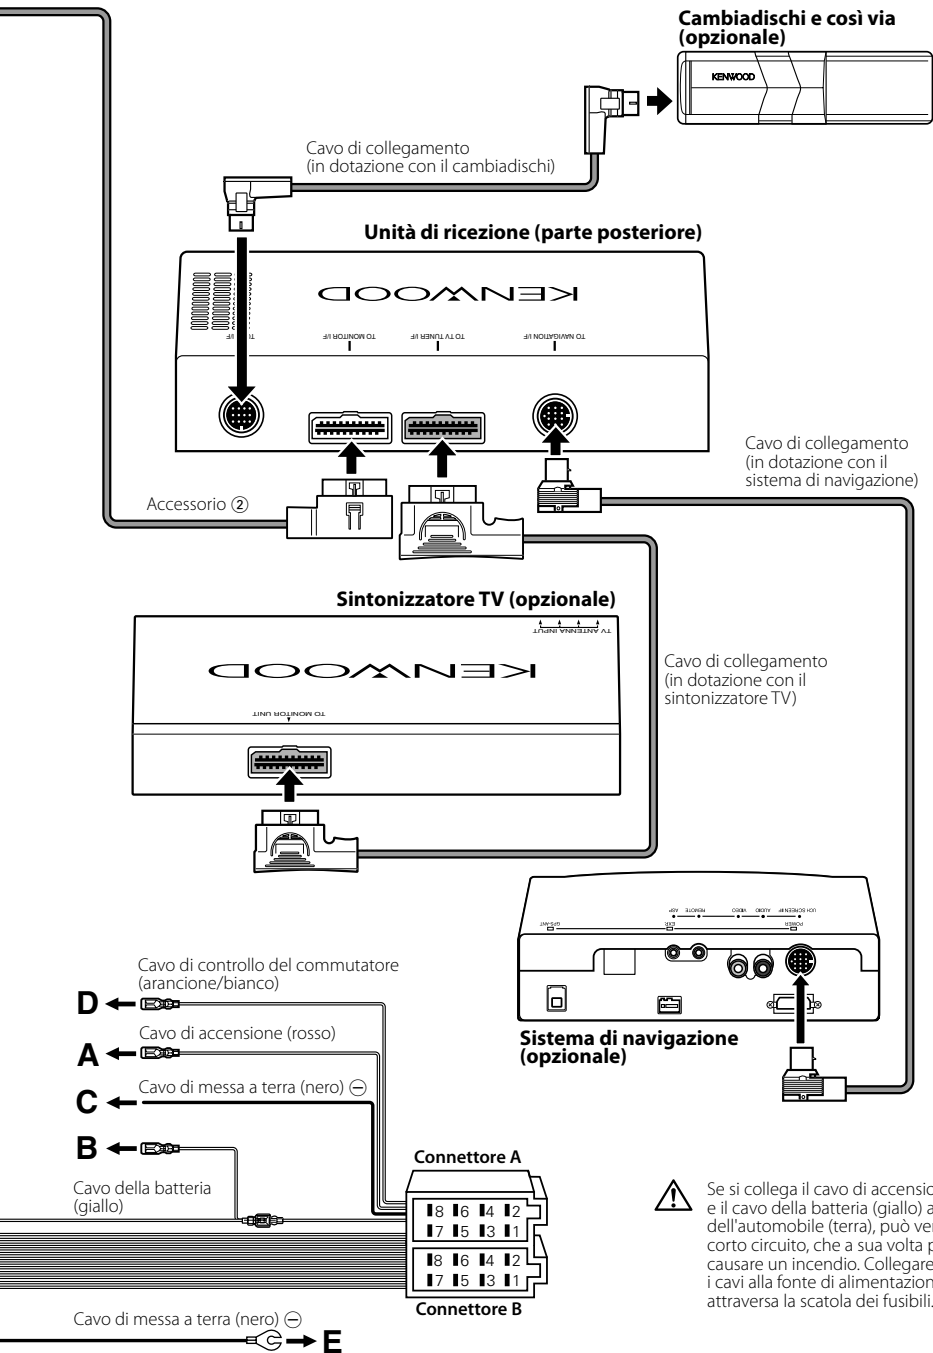 Cambiadischi e così via
(opzionale)
KENWOOD
Cavo di collegamento
(in dotazione con il cambiadischi)
Unità di ricezione (parte posteriore)
KENWOOD
TO MONITOR I/F
TO TV TUNER I/F
TO NAVIGATION I/F
Cavo di collegamento
(in dotazione con il
sistema di navigazione)
Accessorio ②
Sintonizzatore TV (opzionale)
TV ANTENNA INPUT
KENWOOD
TO MONITOR UNIT
Cavo di collegamento
(in dotazione con il
sintonizzatore TV)
GPS-ANT
EXT.
POWER
REMOTE
VIDEO
AUDIO
Sistema di navigazione
(opzionale)
Cavo di controllo del commutatore
(arancione/bianco)
D
Cavo di accensione (rosso)
A
Cavo di messa a terra (nero) ⊖
C
B
Cavo della batteria
(giallo)
Connettore A
8 6 4 2
7 5 3 1
8 6 4 2
7 5 3 1
Connettore B
Cavo di messa a terra (nero) ⊖
E
Se si collega il cavo di accensio
e il cavo della batteria (giallo) a
dell'automobile (terra), può ver
corto circuito, che a sua volta p
causare un incendio. Collegare
i cavi alla fonte di alimentazion
attraversa la scatola dei fusibili.